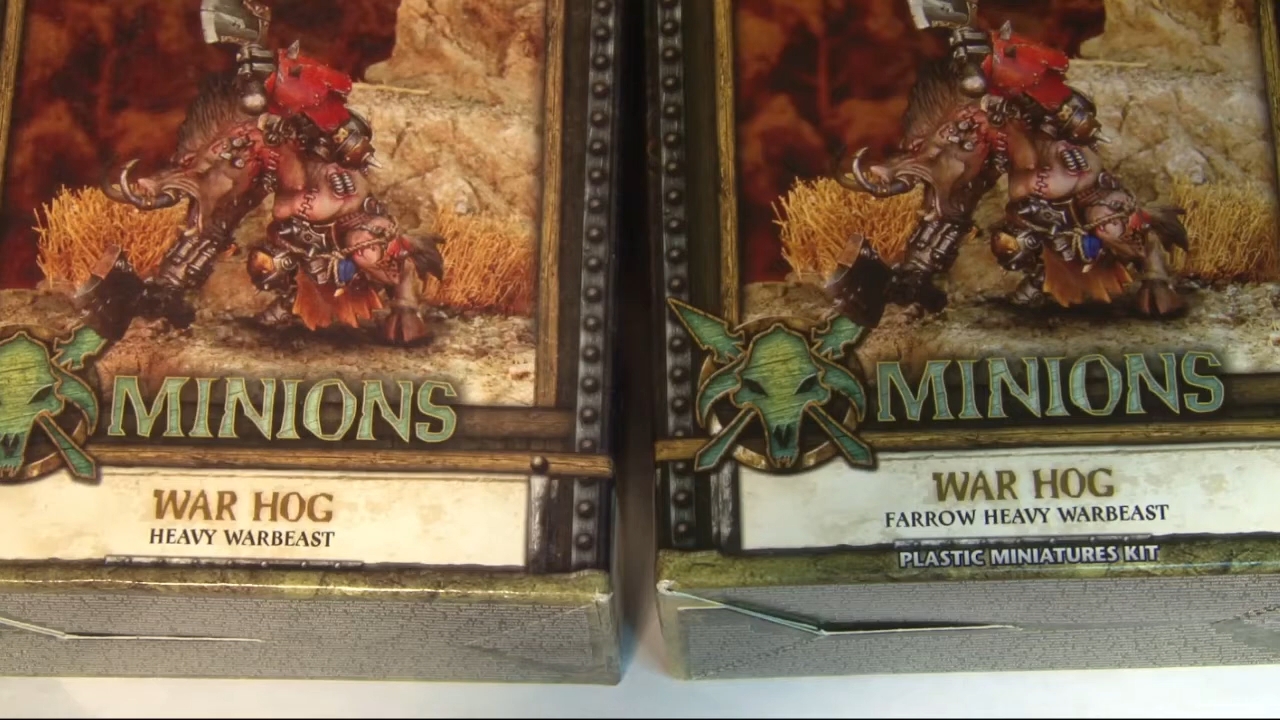 MINIONS
WAR HOG
HEAVY WARBEAST
MINIONS
WAR HOG
FARROW HEAVY WARBEAST
PLASTIC MINIATURES KIT